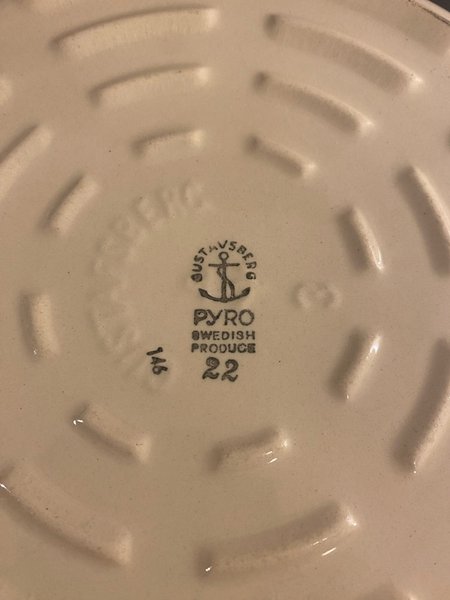 GUSTAVSBERG
PYRO
SWEDISH
PRODUCE
22
146